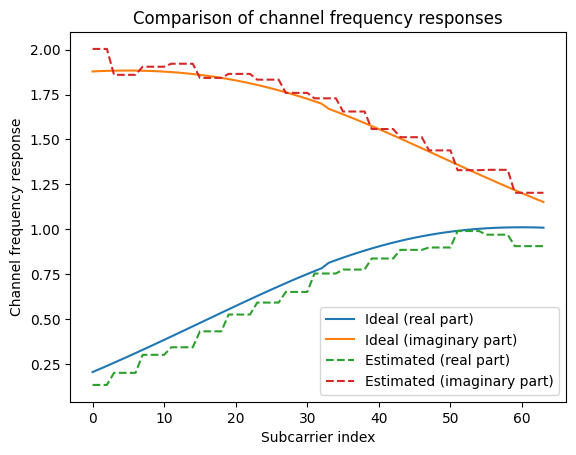 Comparison of channel frequency responses
Channel frequency response
2.00
1.75
1.50
1.25
1.00
0.75
0.50
0.25
Ideal (real part)
Ideal (imaginary part)
Estimated (real part)
Estimated (imaginary part)
0 10 20 30 40 50 60
Subcarrier index